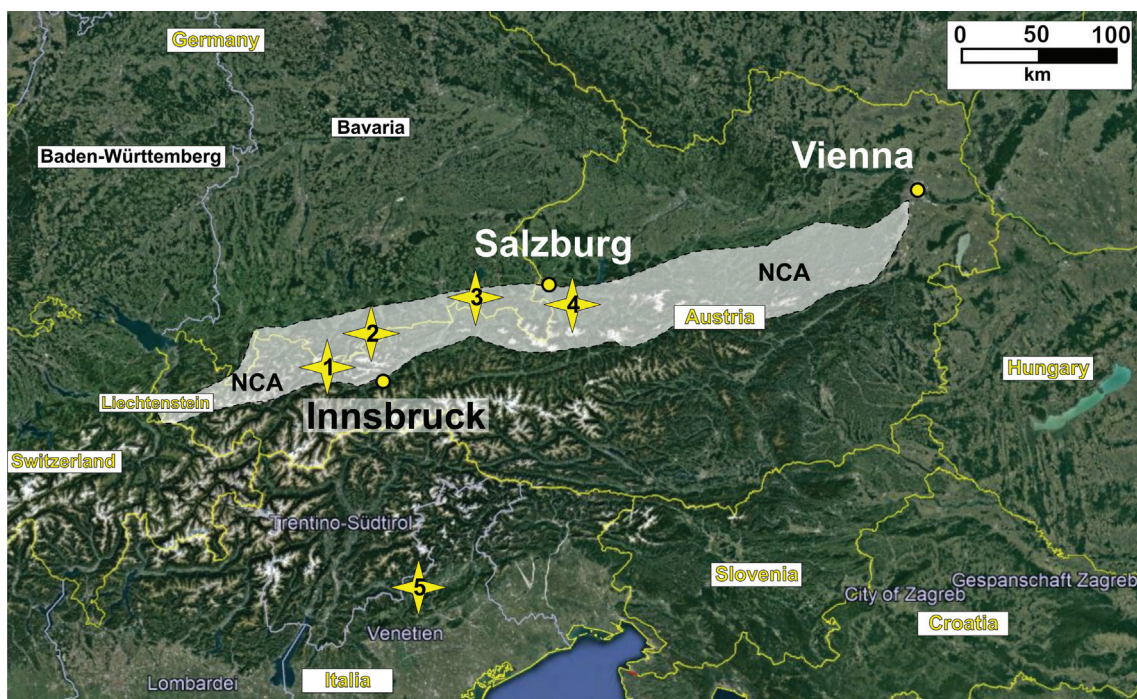 Germany
0 50 100
km
Bavaria
Baden-Württemberg
Vienna
Salzburg
NCA
3
4
Austria
2
1
NCA
Hungary
Liechtenstein
Innsbruck
Switzerland
Trentino-Südtirol
Slovenia
5
City of Zagreb
Gespanschaft Zagreb
Croatia
Venetien
Italia
Lombardei